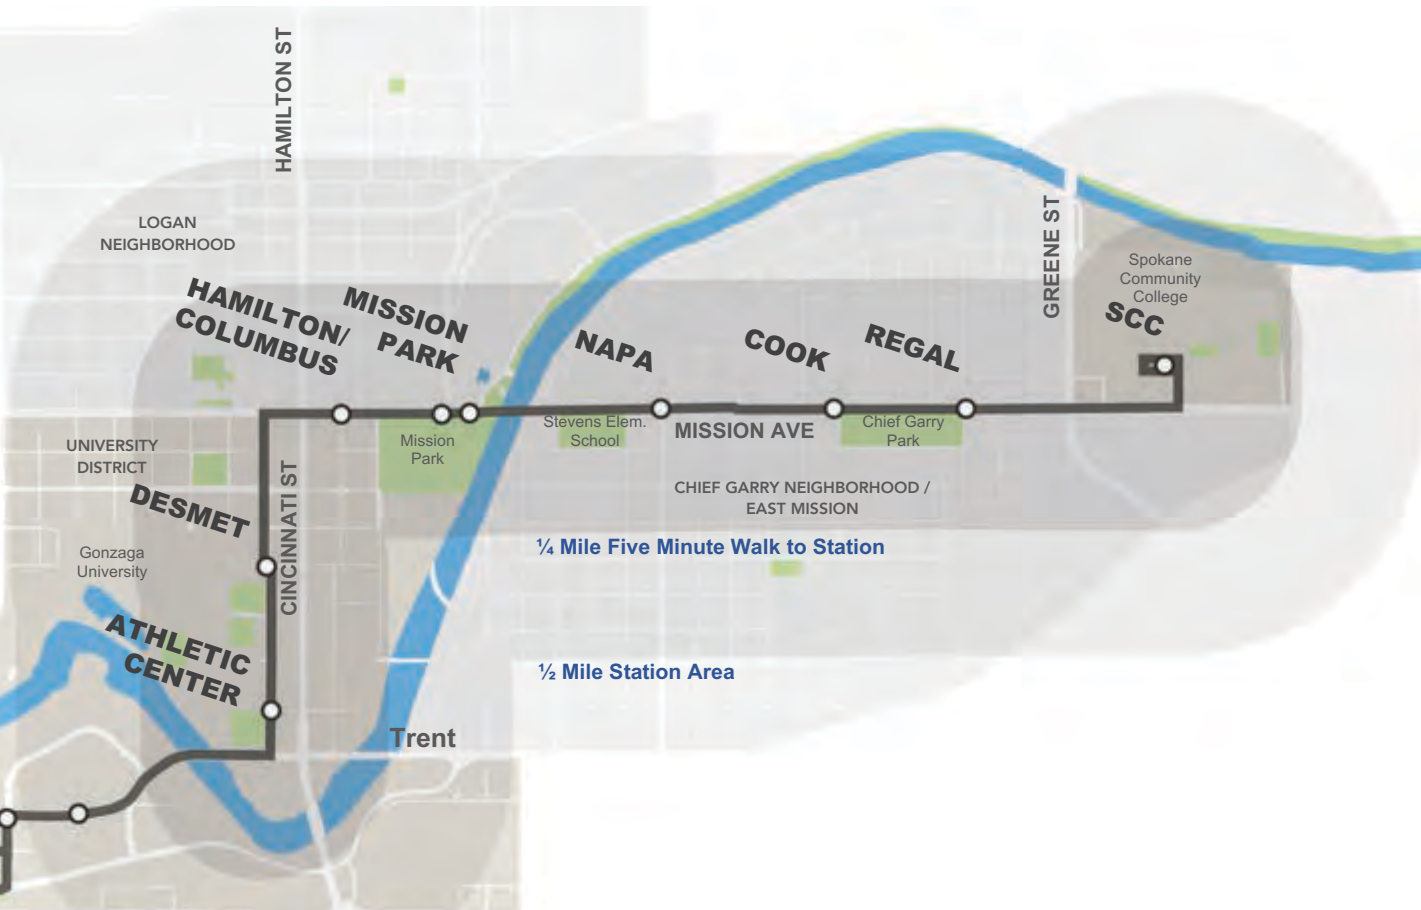 HAMILTON ST
LOGAN
NEIGHBORHOOD
HAMILTON/
COLUMBUS
MISSION
PARK
NAPA
COOK
REGAL
GREENE ST
Spokane
Community
College
SCC
Mission
Park
Stevens Elem.
School
MISSION AVE
Chief Garry
Park
UNIVERSITY
DISTRICT
DESMET
CINCINNATI ST
CHIEF GARRY NEIGHBORHOOD /
EAST MISSION
Gonzaga
University
¼ Mile Five Minute Walk to Station
ATHLETIC
CENTER
½ Mile Station Area
Trent